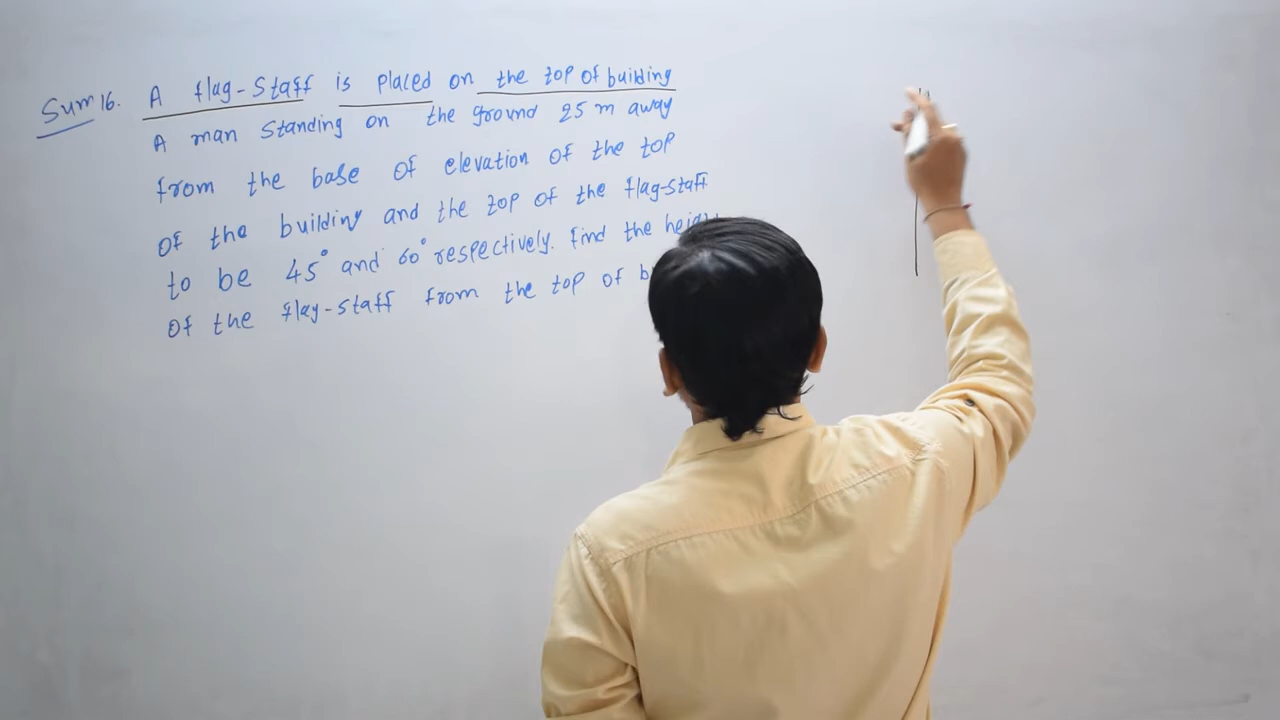 Sum 16. A flag-Staff is placed on the top of building
A man standing on the ground 25 m away
from the base of elevation of the top
of the building and the top of the flag-staff
to be 45° and 60° respectively. find the
of the flag-staff from the top of